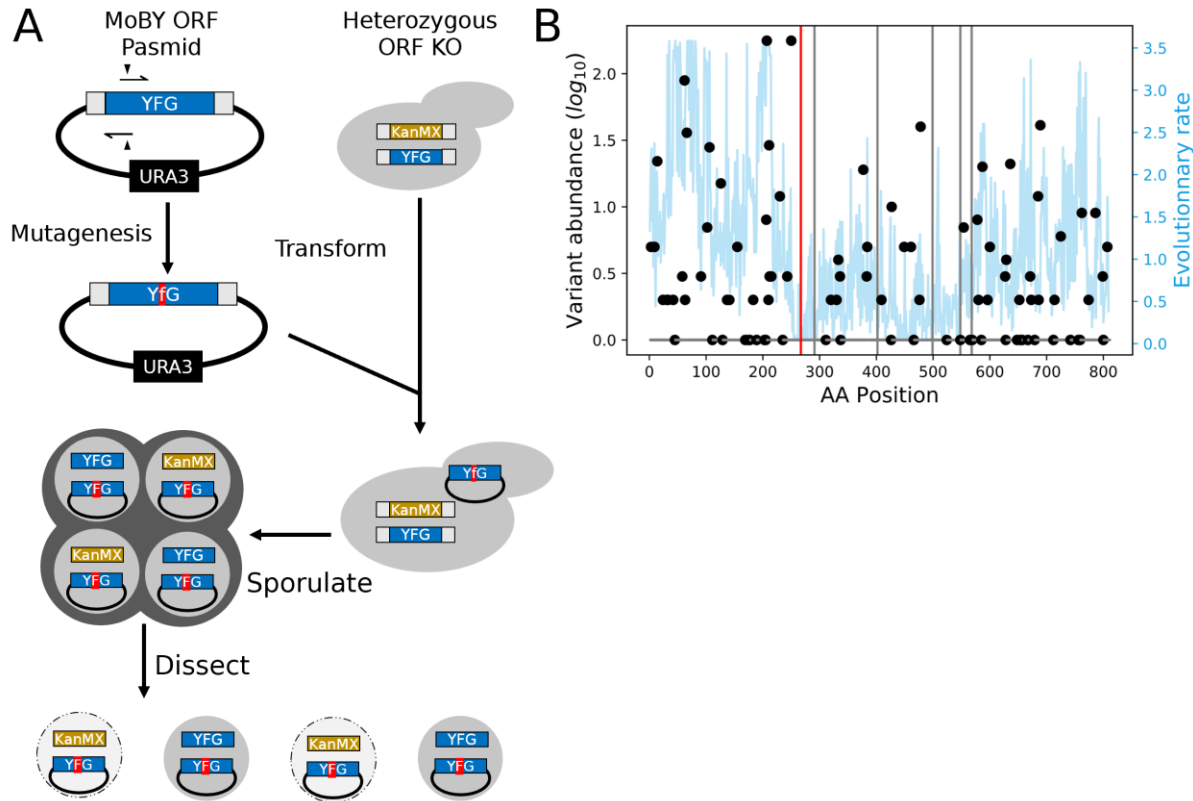 A
MoBY ORF
Pasmid
Heterozygous
ORF KO
YFG
URA3
KanMX
YFG
Mutagenesis
Transform
YfG
URA3
YFG
KanMX
YFG
YFG
KanMX
YFG
YFG
YFG
YfG
KanMX
YFG
Sporulate
Dissect
KanMX
YFG
YFG
YFG
KanMX
YFG
YFG
YFG
B
Variant abundance (log10)
2.0
1.5
1.0
0.5
0.0
0 100 200 300 400 500 600 700 800
AA Position
3.5
3.0
2.5
2.0
1.5
1.0
0.5
0.0
Evolutionnary rate